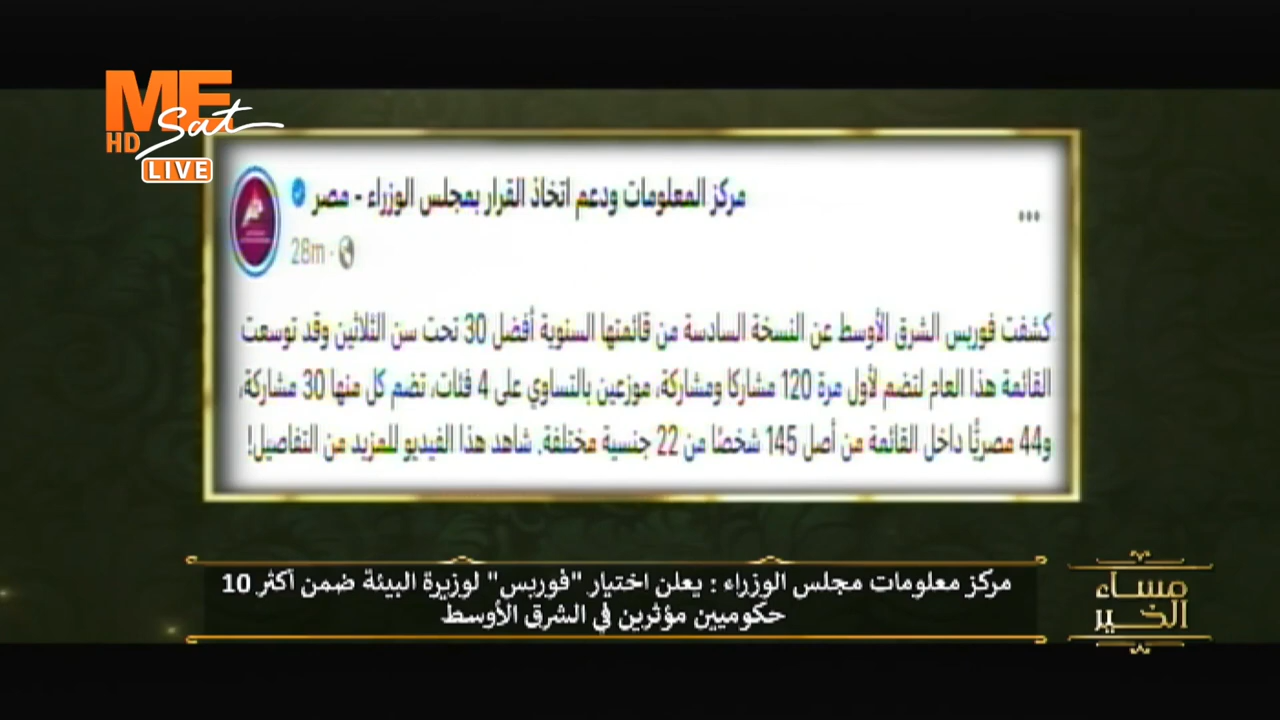 ME
Sat
HD
LIVE
مركز المعلومات ودعم اتخاذ القرار بمجلس الوزراء - مصر
28m
كشفت فوربس الشرق الأوسط عن النسخة السادسة من قائمتها السنوية أفضل 30 تحت سن الثلاثين وقد توسعت
القائمة هذا العام لتضم لأول مرة 120 مشاركا ومشاركة، موزعين بالتساوي على 4 فئات، تضم كل منها 30 مشاركة،
و44 مصريًّا داخل القائمة من أصل 145 شخصًا من 22 جنسية مختلفة. شاهد هذا الفيديو للمزيد من التفاصيل!
مركز معلومات مجلس الوزراء : يعلن اختيار "فوربس" لوزيرة البيئة ضمن أكثر 10
حكوميين مؤثرين في الشرق الأوسط
مساء
الخير